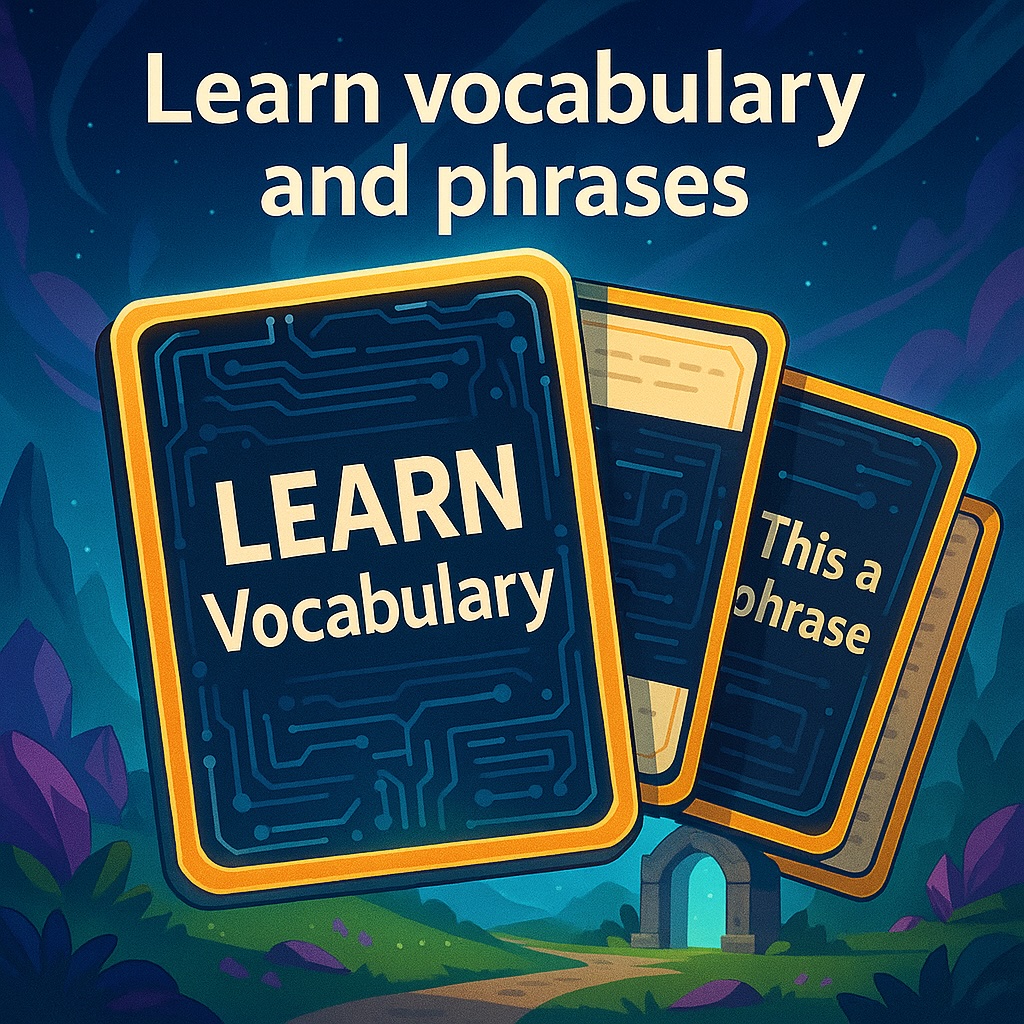 Learn vocabulary
and phrases
LEARN
Vocabulary
This a
phrase